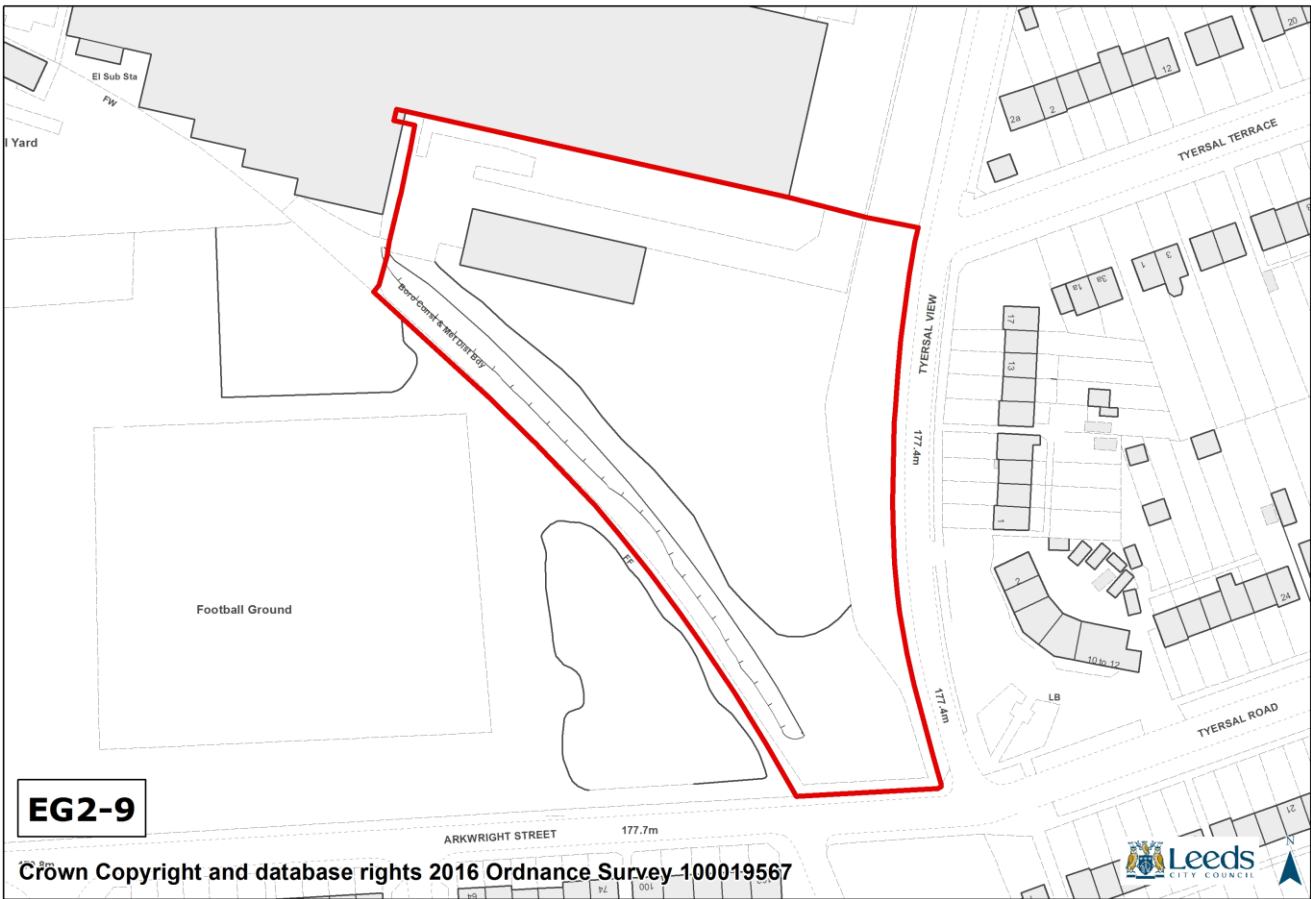 El Sub Sta
FW
l Yard
20
12
2
2a
TYERSAL TERRACE
3
1
3a
1a
17
13
TYERSAL VIEW
177.4m
1
Boro Const & Met Dist Bdy
FF
2
24
10 to 12
Football Ground
177.4m
LB
TYERSAL ROAD
21
EG2-9
ARKWRIGHT STREET
177.7m
Crown Copyright and database rights 2016 Ordnance Survey 100019567
64
74
100
Leeds
CITY COUNCIL
N